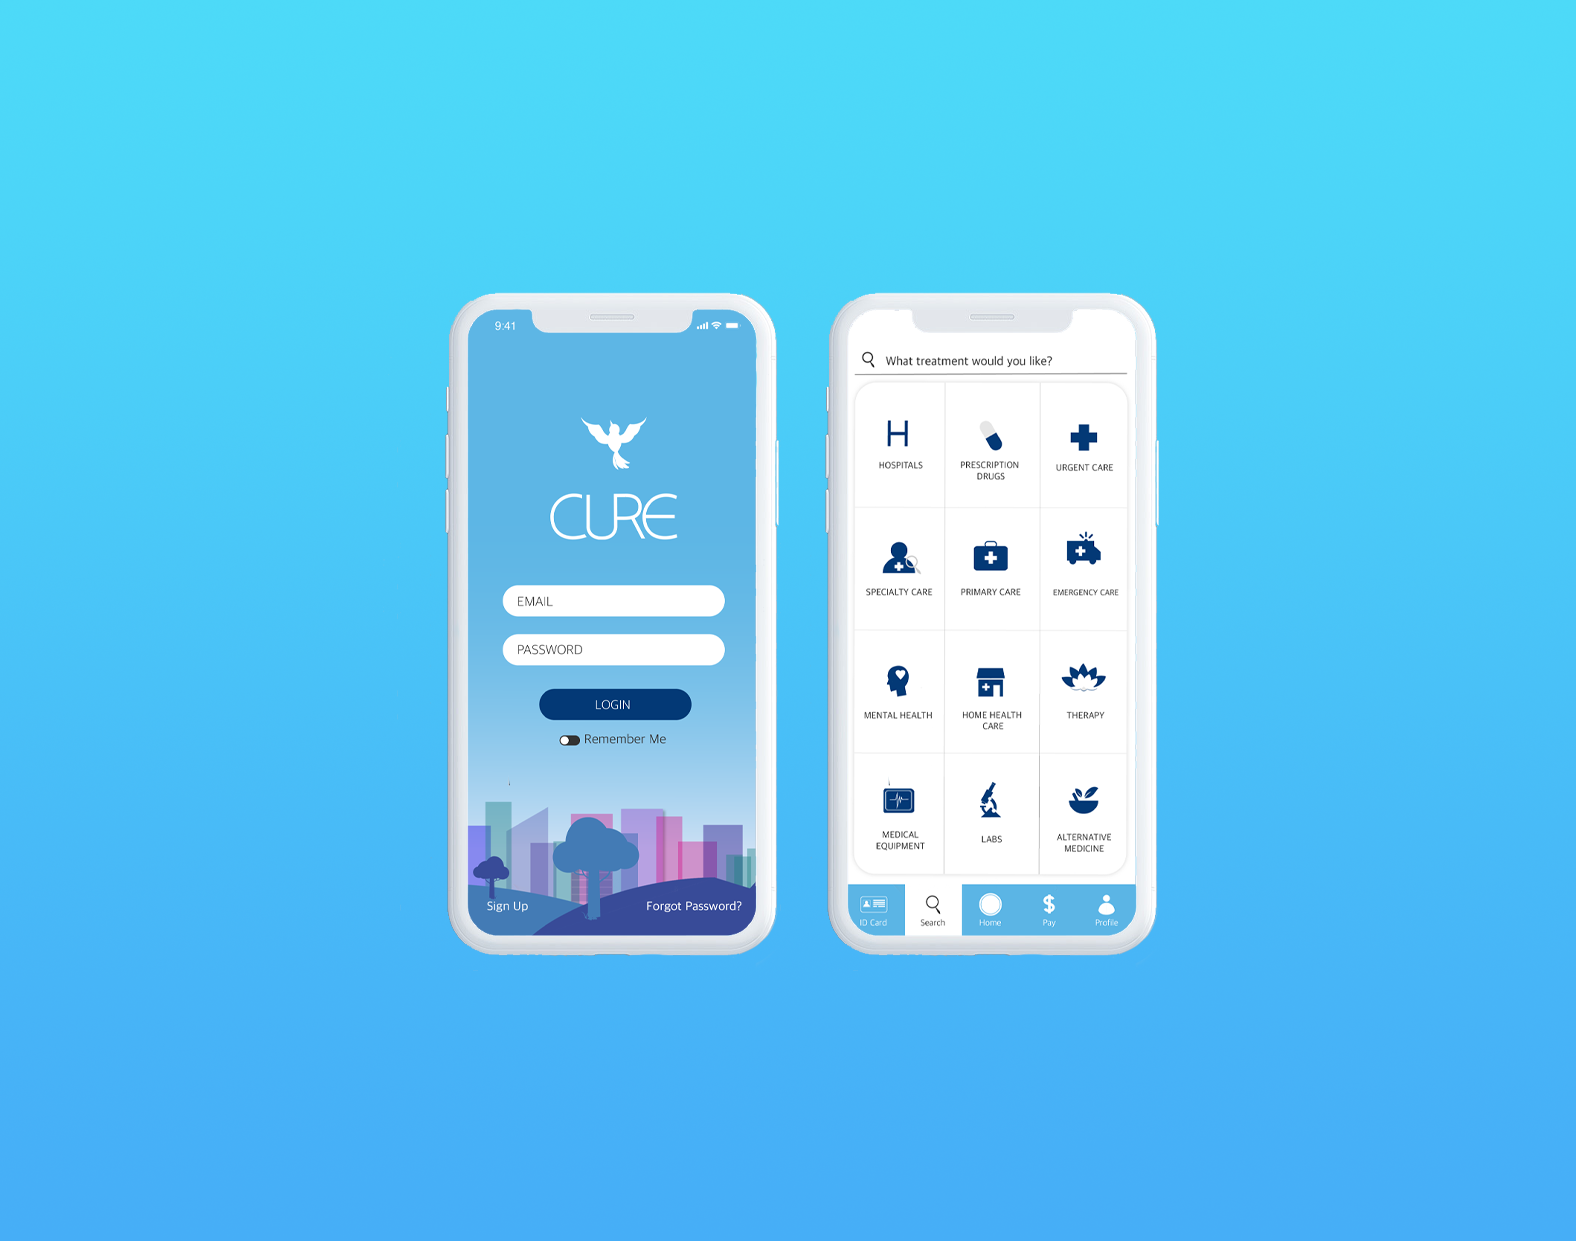 9:41
CURE
EMAIL
PASSWORD
LOGIN
Remember Me
Sign Up
Forgot Password?
What treatment would you like?
H
HOSPITALS
PRESCRIPTION
DRUGS
URGENT CARE
SPECIALTY CARE
PRIMARY CARE
EMERGENCY CARE
MENTAL HEALTH
HOME HEALTH
CARE
THERAPY
MEDICAL
EQUIPMENT
LABS
ALTERNATIVE
MEDICINE
ID Card
Search
Home
$
Pay
Profile